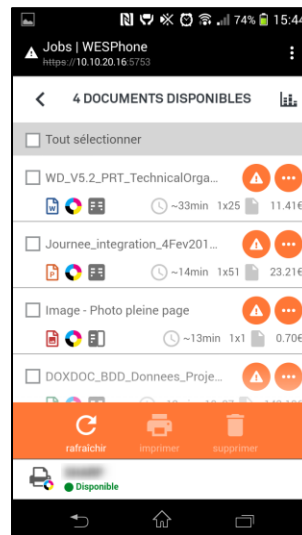 74% 15:44
Jobs | WESPhone
https://10.10.20.16:5753
4 DOCUMENTS DISPONIBLES
Tout sélectionner
WD_V5.2_PRT_TechnicalOrga...
W ~33min 1x25 11.41€
Journee_integration_4Fev201...
P ~14min 1x51 23.21€
Image - Photo pleine page
~13min 1x1 0.70€
DOXDOC_BDD_Donnees_Proje...
rafraîchir imprimer supprimer
Disponible